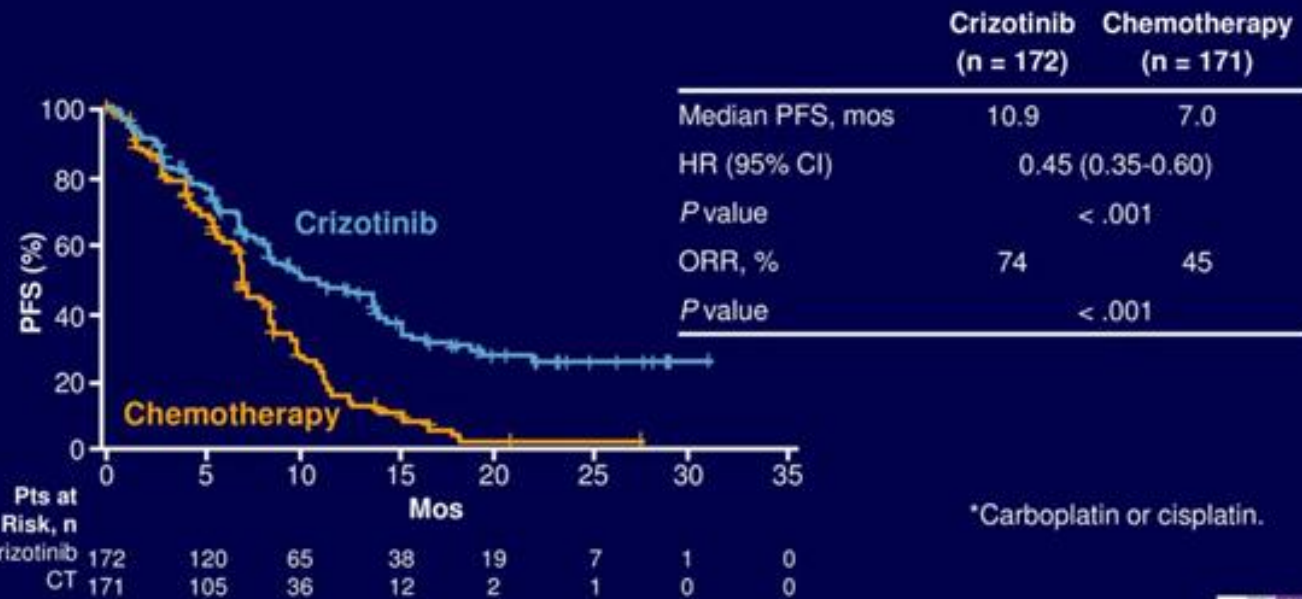 Crizotinib Chemotherapy
(n = 172) (n = 171)
Median PFS, mos 10.9 7.0
HR (95% CI) 0.45 (0.35-0.60)
P value < .001
ORR, % 74 45
P value < .001
100
80
60
40
20
0
PFS (%)
Crizotinib
Chemotherapy
0 5 10 15 20 25 30 35
Mos
*Carboplatin or cisplatin.
Pts at
Risk, n
rizotinib 172 120 65 38 19 7 1 0
CT 171 105 36 12 2 1 0 0